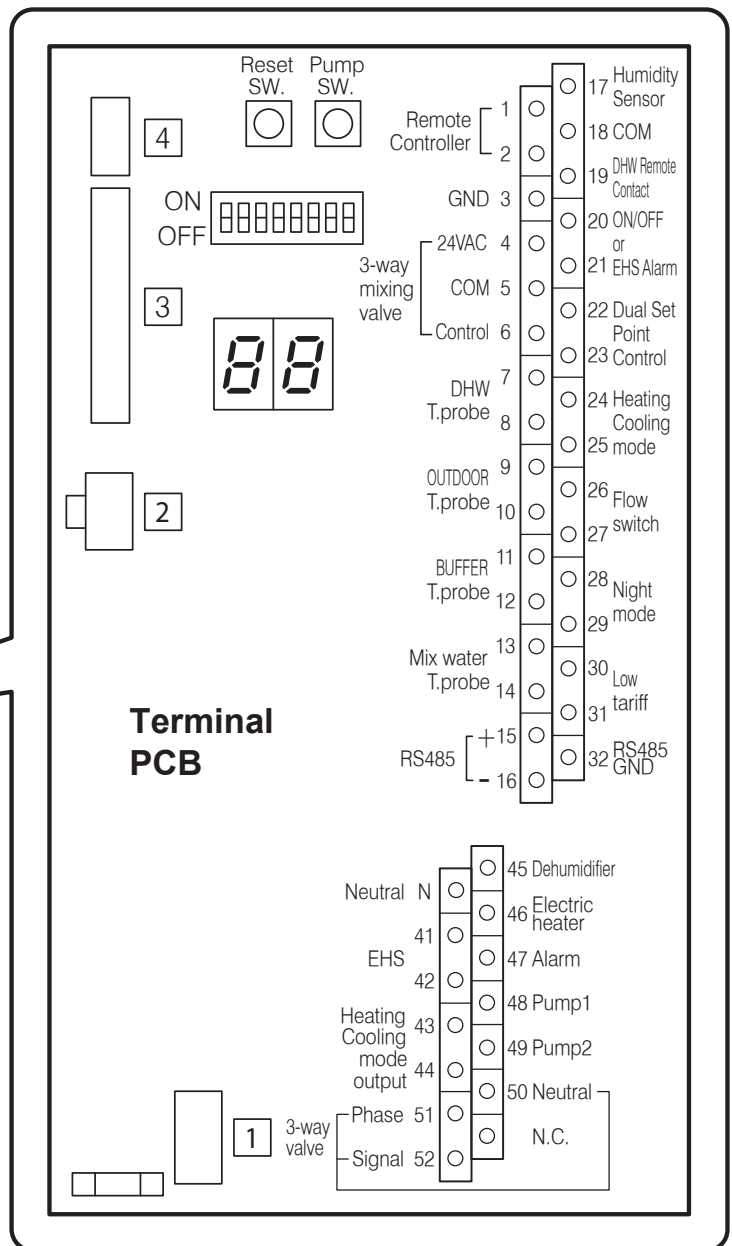 Reset Pump
SW. SW.
4
ON
OFF
3
88
2
Terminal
PCB
1
Remote
Controller
1
2
GND 3
3-way
mixing
valve
24VAC 4
COM 5
Control 6
DHW
T.probe
7
8
OUTDOOR
T.probe
9
10
BUFFER
T.probe
11
12
Mix water
T.probe
13
14
RS485
+15
- 16
17 Humidity
Sensor
18 COM
19 DHW Remote
Contact
20 ON/OFF
or
21 EHS Alarm
22 Dual Set
Point
23 Control
24 Heating
Cooling
25 mode
26
Flow
switch
27
28
Night
mode
29
30
Low
tariff
31
32 RS485
GND
Neutral N
EHS
41
42
Heating
Cooling
mode
output
43
44
3-way
valve
Phase 51
Signal 52
45 Dehumidifier
46 Electric
heater
47 Alarm
48 Pump1
49 Pump2
50 Neutral
N.C.